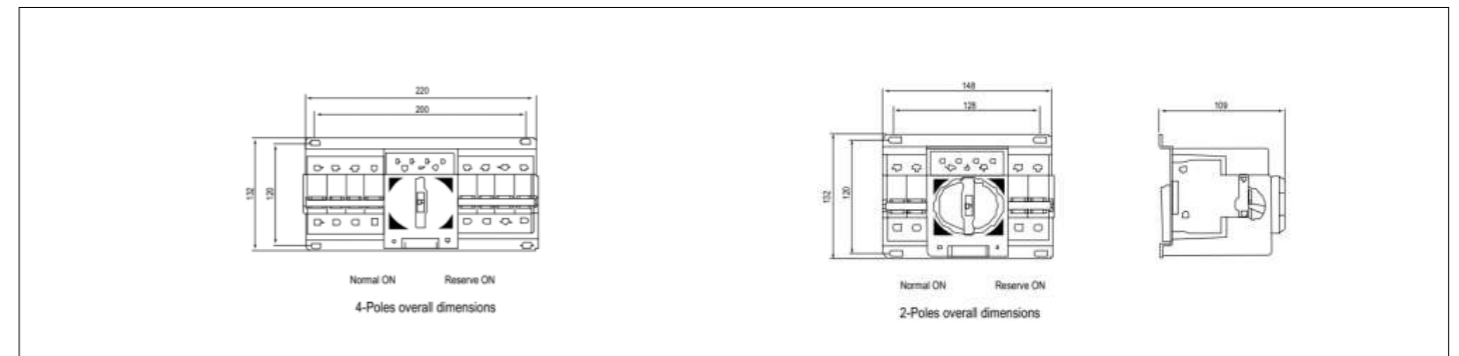 220
200
132
120
Normal ON Reserve ON
4-Poles overall dimensions
148
128
132
120
Normal ON Reserve ON
2-Poles overall dimensions
109